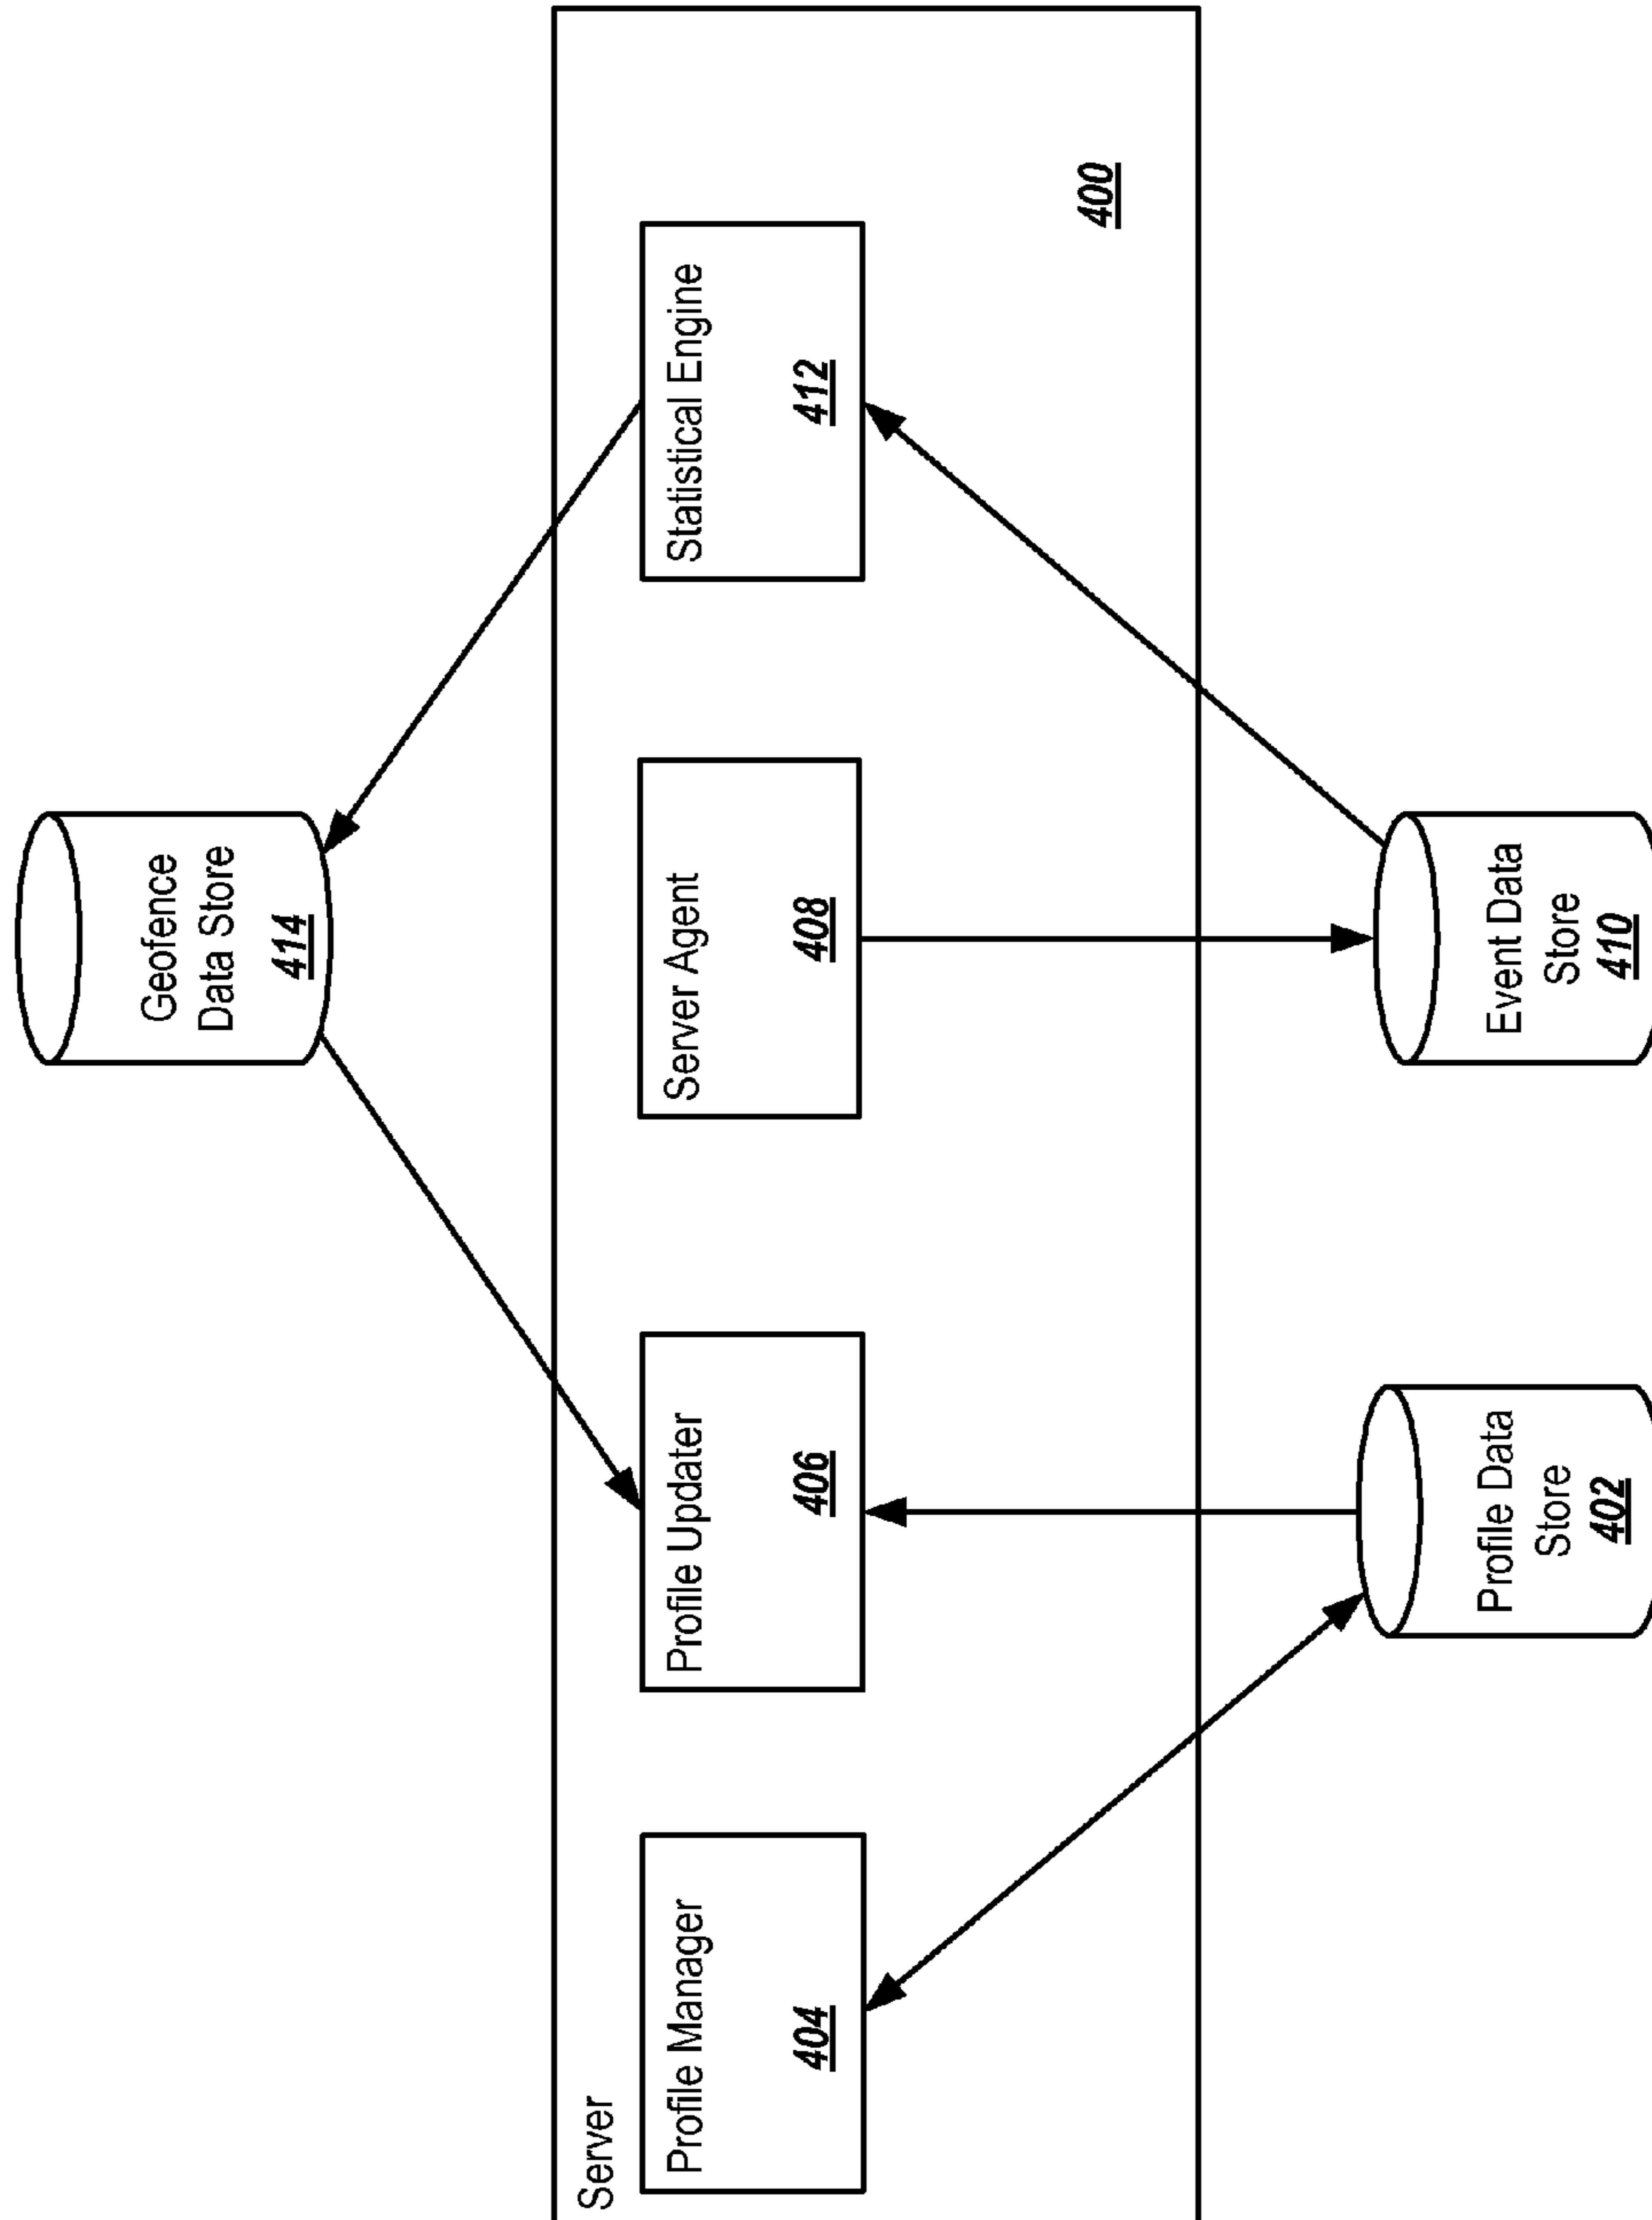 Geofence
Data Store
414
Server
Profile Manager
404
Profile Updater
406
Server Agent
408
Statistical Engine
412
400
Profile Data
Store
402
Event Data
Store
410